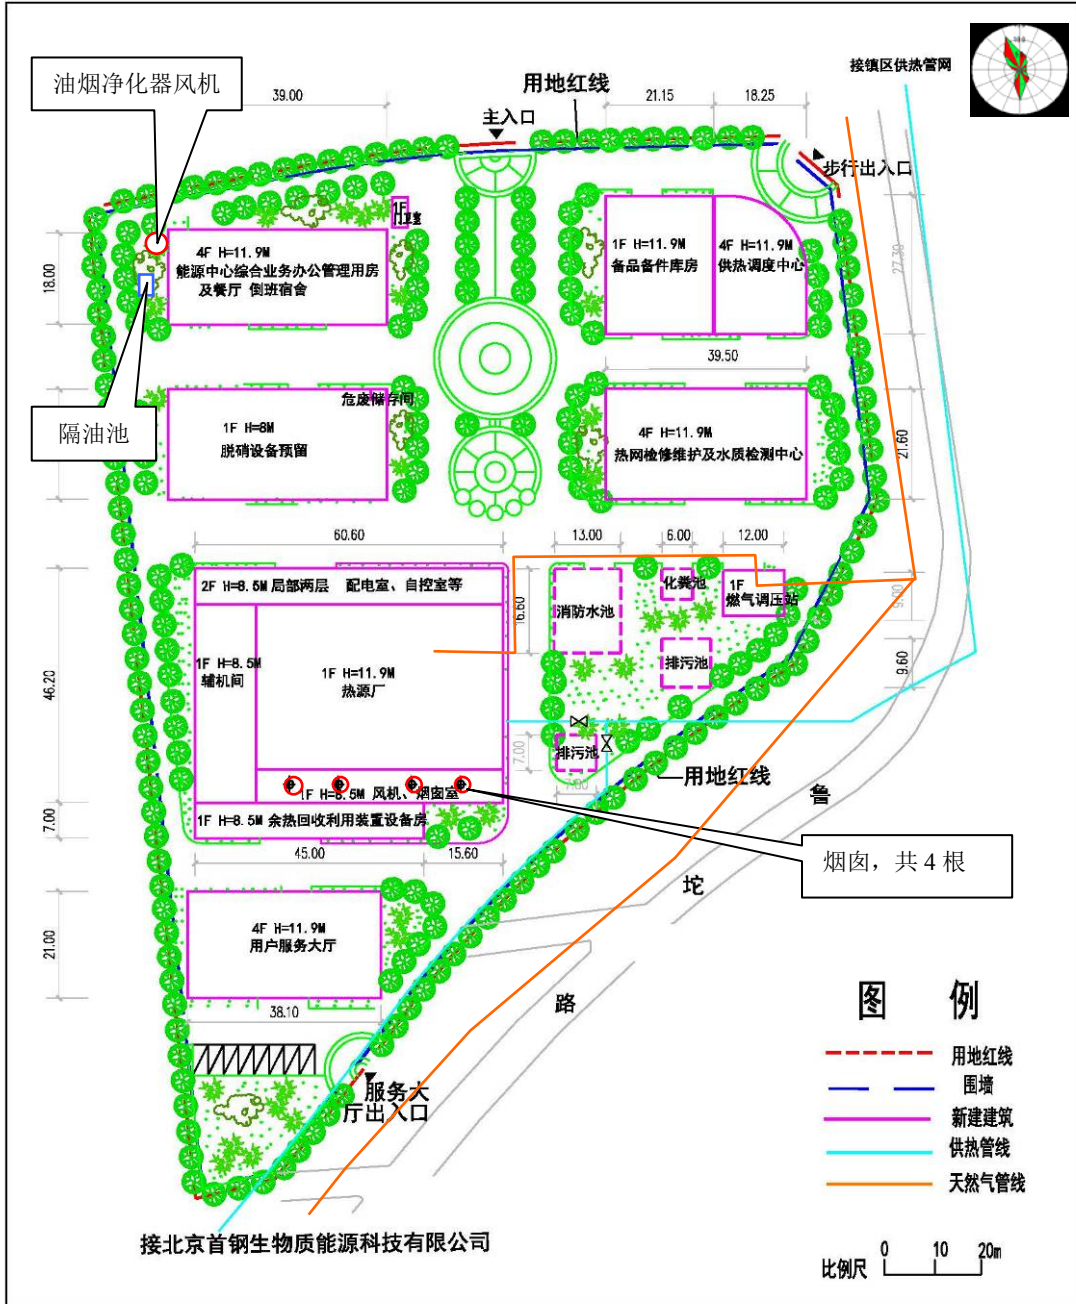 油烟净化器风机
39.00
用地红线
主入口
21.15
18.25
接镇区供热管网
步行出入口
1F
18.00
4F H=11.9M
能源中心综合业务办公管理用房
及餐厅 倒班宿舍
1F H=11.9M
备品备件库房
4F H=11.9M
供热调度中心
27.30
39.50
隔油池
危废储存间
1F H=8M
脱硝设备预留
4F H=11.9M
热网检修维护及水质检测中心
21.60
60.60
13.00
6.00
12.00
2F H=8.5M 局部两层 配电室、自控室等
16.60
消防水池
化粪池
1F
燃气调压站
9.00
46.20
1F H=8.5M
辅机间
1F H=11.9M
热源厂
排污池
9.60
7.00
排污池
7.00
用地红线
鲁
坨
路
1F H=8.5M 风机、烟囱室
7.00
1F H=8.5M 余热回收利用装置设备房
45.00
15.60
烟囱，共 4 根
21.00
4F H=11.9M
用户服务大厅
38.10
服务大
厅出入口
接北京首钢生物质能源科技有限公司
图 例
用地红线
围墙
新建建筑
供热管线
天然气管线
比例尺
0 10 20m